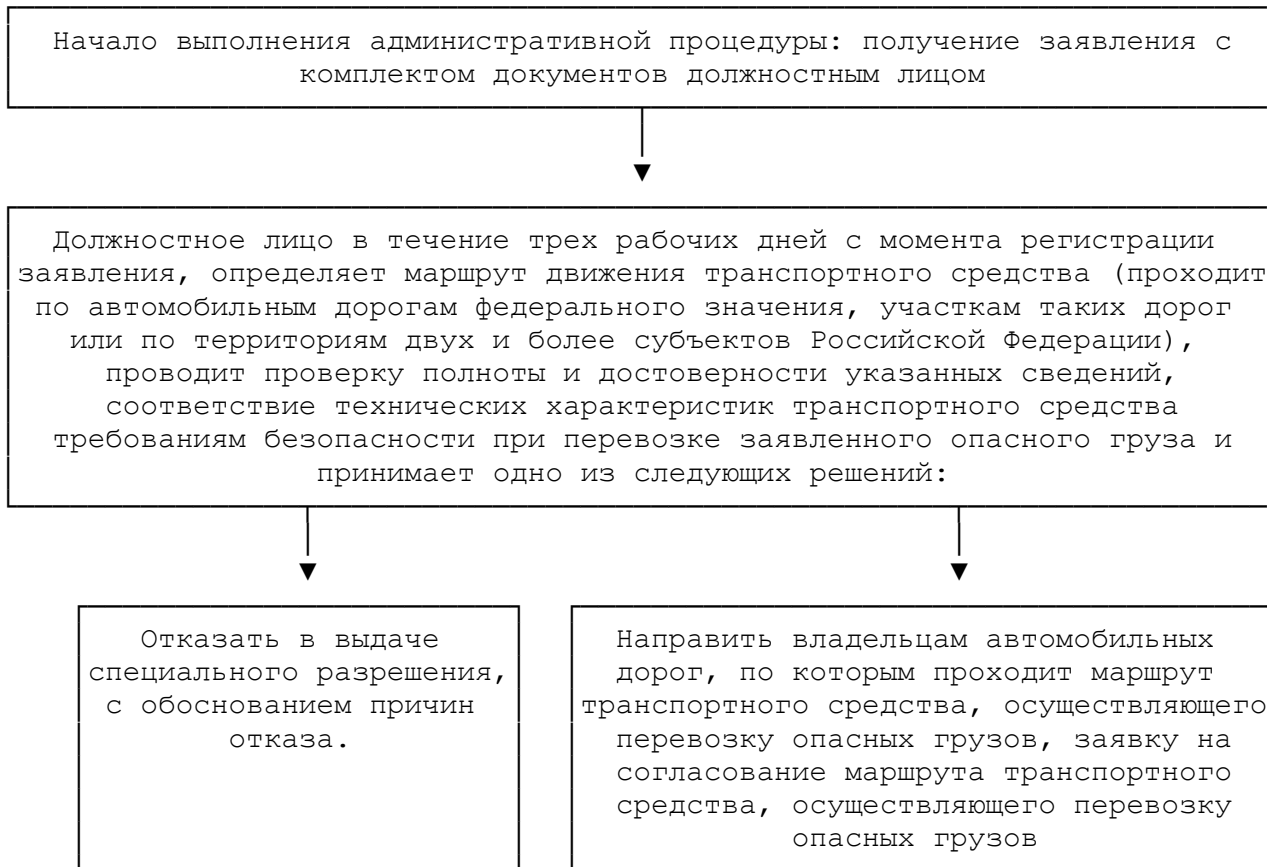 Начало выполнения административной процедуры: получение заявления с
комплектом документов должностным лицом
Должностное лицо в течение трех рабочих дней с момента регистрации
заявления, определяет маршрут движения транспортного средства (проходит
по автомобильным дорогам федерального значения, участкам таких дорог
или по территориям двух и более субъектов Российской Федерации),
проводит проверку полноты и достоверности указанных сведений,
соответствие технических характеристик транспортного средства
требованиям безопасности при перевозке заявленного опасного груза и
принимает одно из следующих решений:
Отказать в выдаче
специального разрешения,
с обоснованием причин
отказа.
Направить владельцам автомобильных
дорог, по которым проходит маршрут
транспортного средства, осуществляющего
перевозку опасных грузов, заявку на
согласование маршрута транспортного
средства, осуществляющего перевозку
опасных грузов